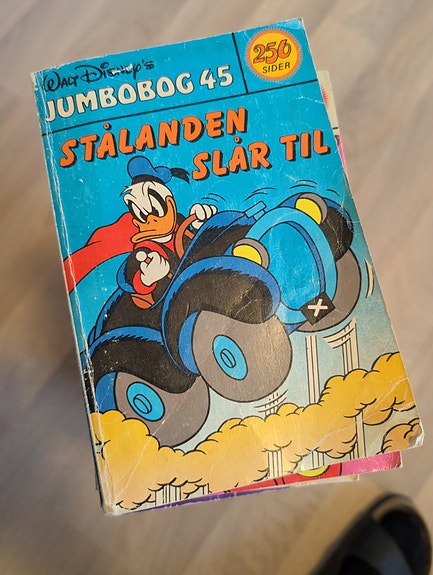 WALT DISNEY'S
JUMBOBOG 45
256
SIDER
STÅLANDEN
SLÅR TIL
X